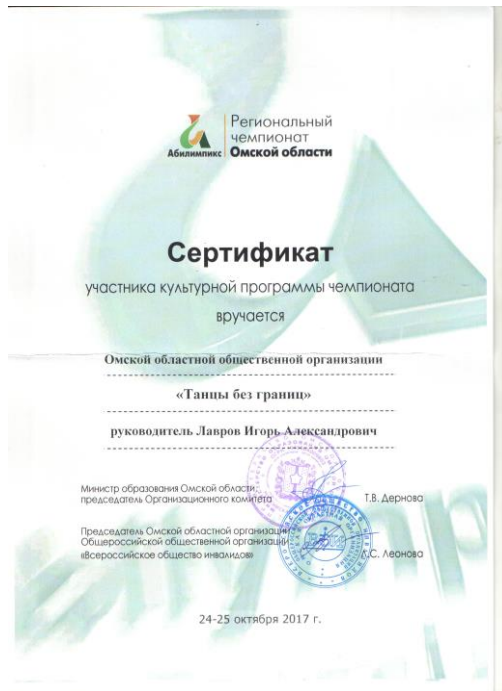 Абилимпикс
Региональный
чемпионат
Омской области
Сертификат
участника культурной программы чемпионата
вручается
Омской областной общественной организации
«Танцы без границ»
руководитель Лавров Игорь Александрович
Министр образования Омской области,
председатель Организационного комитета
Т.В. Дернова
Председатель Омской областной организации
Общероссийской общественной организации
«Всероссийское общество инвалидов»
Леонова
24-25 октября 2017 г.